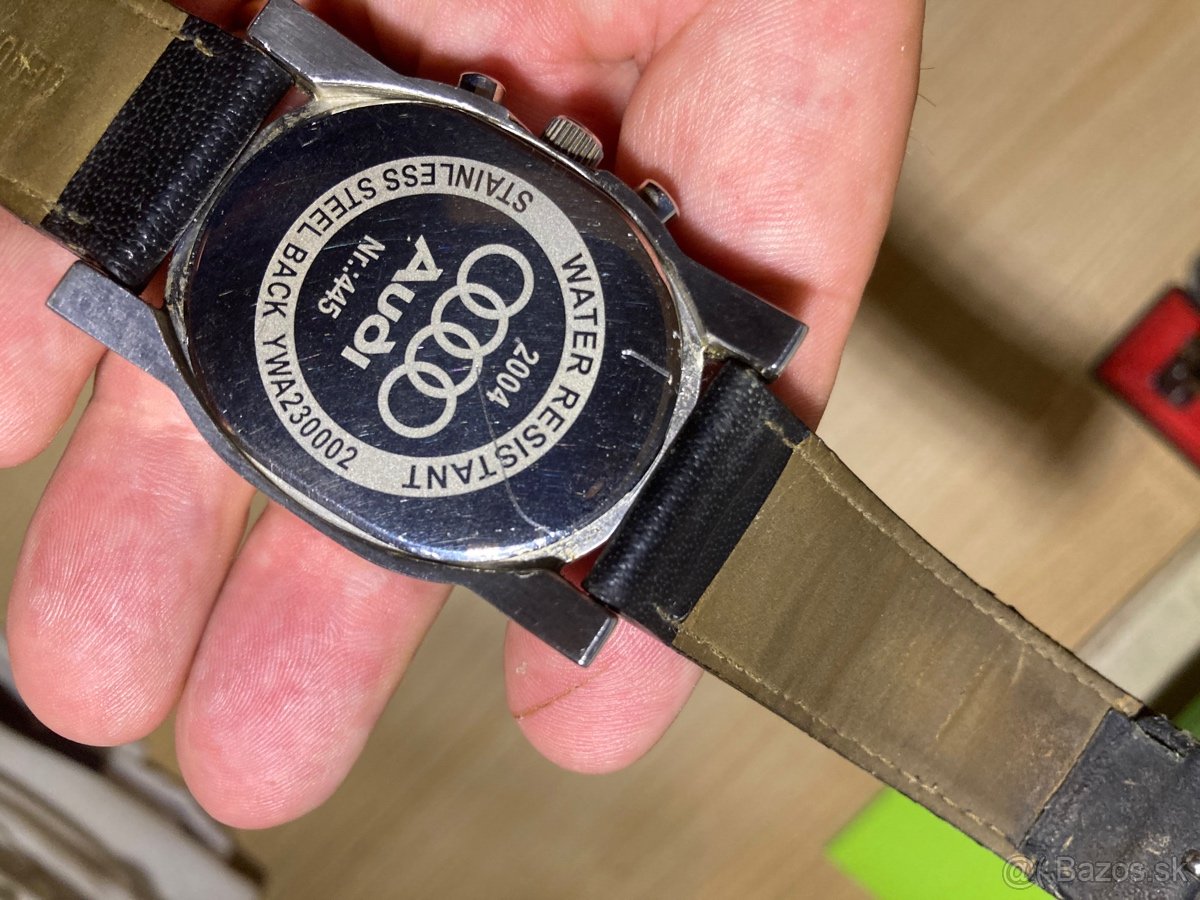 STAINLESS STEEL BACK YWA230002
WATER RESISTANT
2004
Audi
Nr.:445
@ Bazos.sk